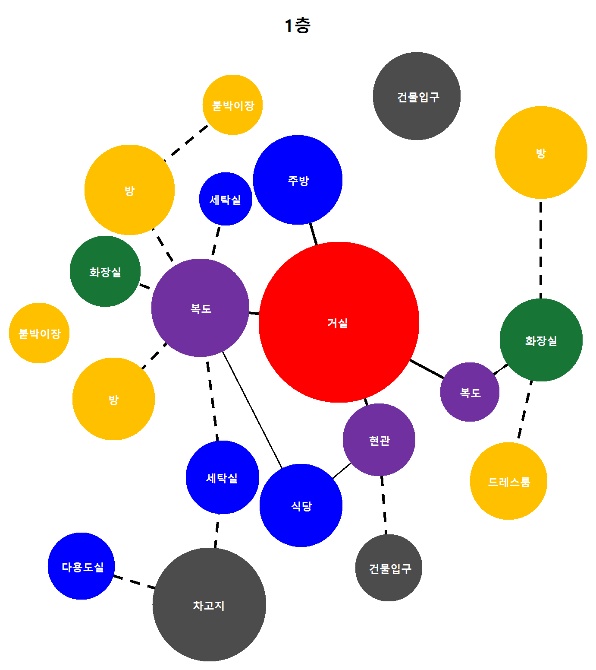 1층
붙박이장
건물입구
방
방
세탁실
주방
화장실
복도
거실
붙박이장
화장실
방
복도
현관
세탁실
식당
드레스룸
다용도실
건물입구
차고지